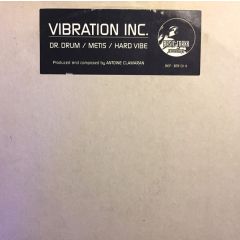 VIBRATION INC.
DR. DRUM / METIS / HARD VIBE
Produced and composed by ANTOINE CLAMARAN